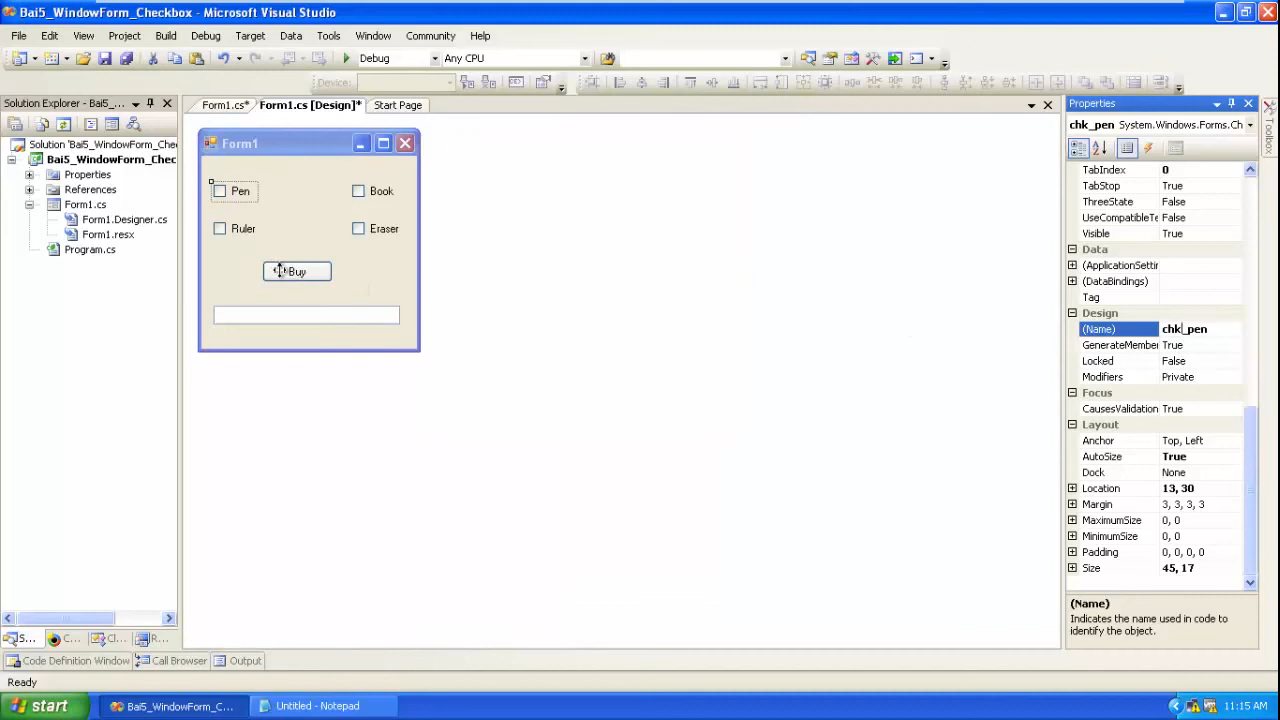 Bai5_WindowForm_Checkbox - Microsoft Visual Studio
File Edit View Project Build Debug Target Data Tools Window Community Help
Debug Any CPU
Device:
Solution Explorer - Bai5_...
Form1.cs* Form1.cs [Design]* Start Page
Properties
Solution 'Bai5_WindowForm_Che
Bai5_WindowForm_Check
Properties
References
Form1.cs
Form1.Designer.cs
Form1.resx
Program.cs
Form1
Pen
Book
Ruler
Eraser
Buy
chk_pen System.Windows.Forms.Ch
Toolbox
TabIndex 0
TabStop True
ThreeState False
UseCompatibleTe False
Visible True
Data
(ApplicationSettir
(DataBindings)
Tag
Design
(Name) chk_pen
GenerateMember True
Locked False
Modifiers Private
Focus
CausesValidation True
Layout
Anchor Top, Left
AutoSize True
Dock None
Location 13, 30
Margin 3, 3, 3, 3
MaximumSize 0, 0
MinimumSize 0, 0
Padding 0, 0, 0, 0
Size 45, 17
(Name)
Indicates the name used in code to
identify the object.
S... C... Cl... R...
Code Definition Window Call Browser Output
Ready
start
Bai5_WindowForm_C...
Untitled - Notepad
11:15 AM